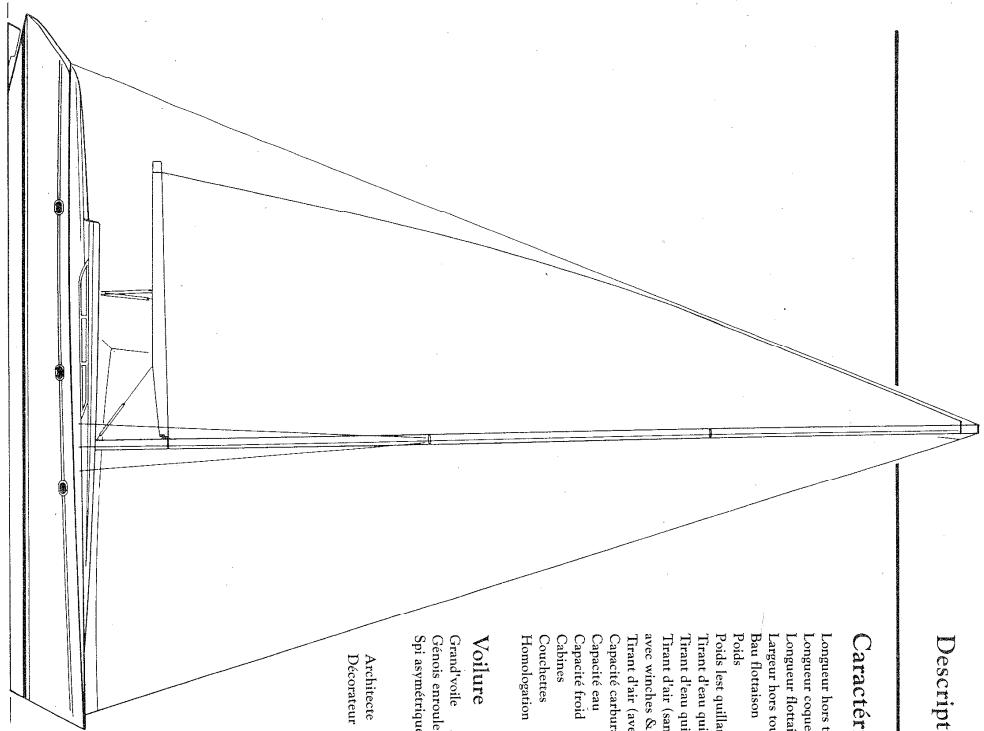 Descript
Caractér
Longueur hors t
Longueur coque
Longueur flottai
Largeur hors tou
Bau flottaison
Poids
Poids lest quillar
Tirant d'eau qui
Tirant d'eau qui
Tirant d'air (san
avec winches &
Tirant d'air (ave
Capacité carbura
Capacité eau
Capacité froid
Cabines
Couchettes
Homologation
Voilure
Grand'voile
Génois enroule
Spi asymétrique
Architecte
Décorateur